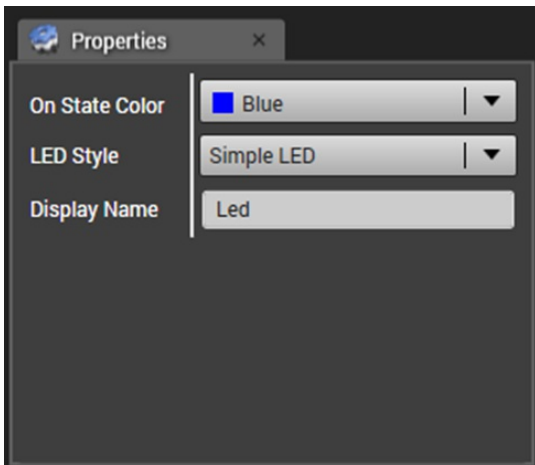 Properties
On State Color Blue
LED Style Simple LED
Display Name Led